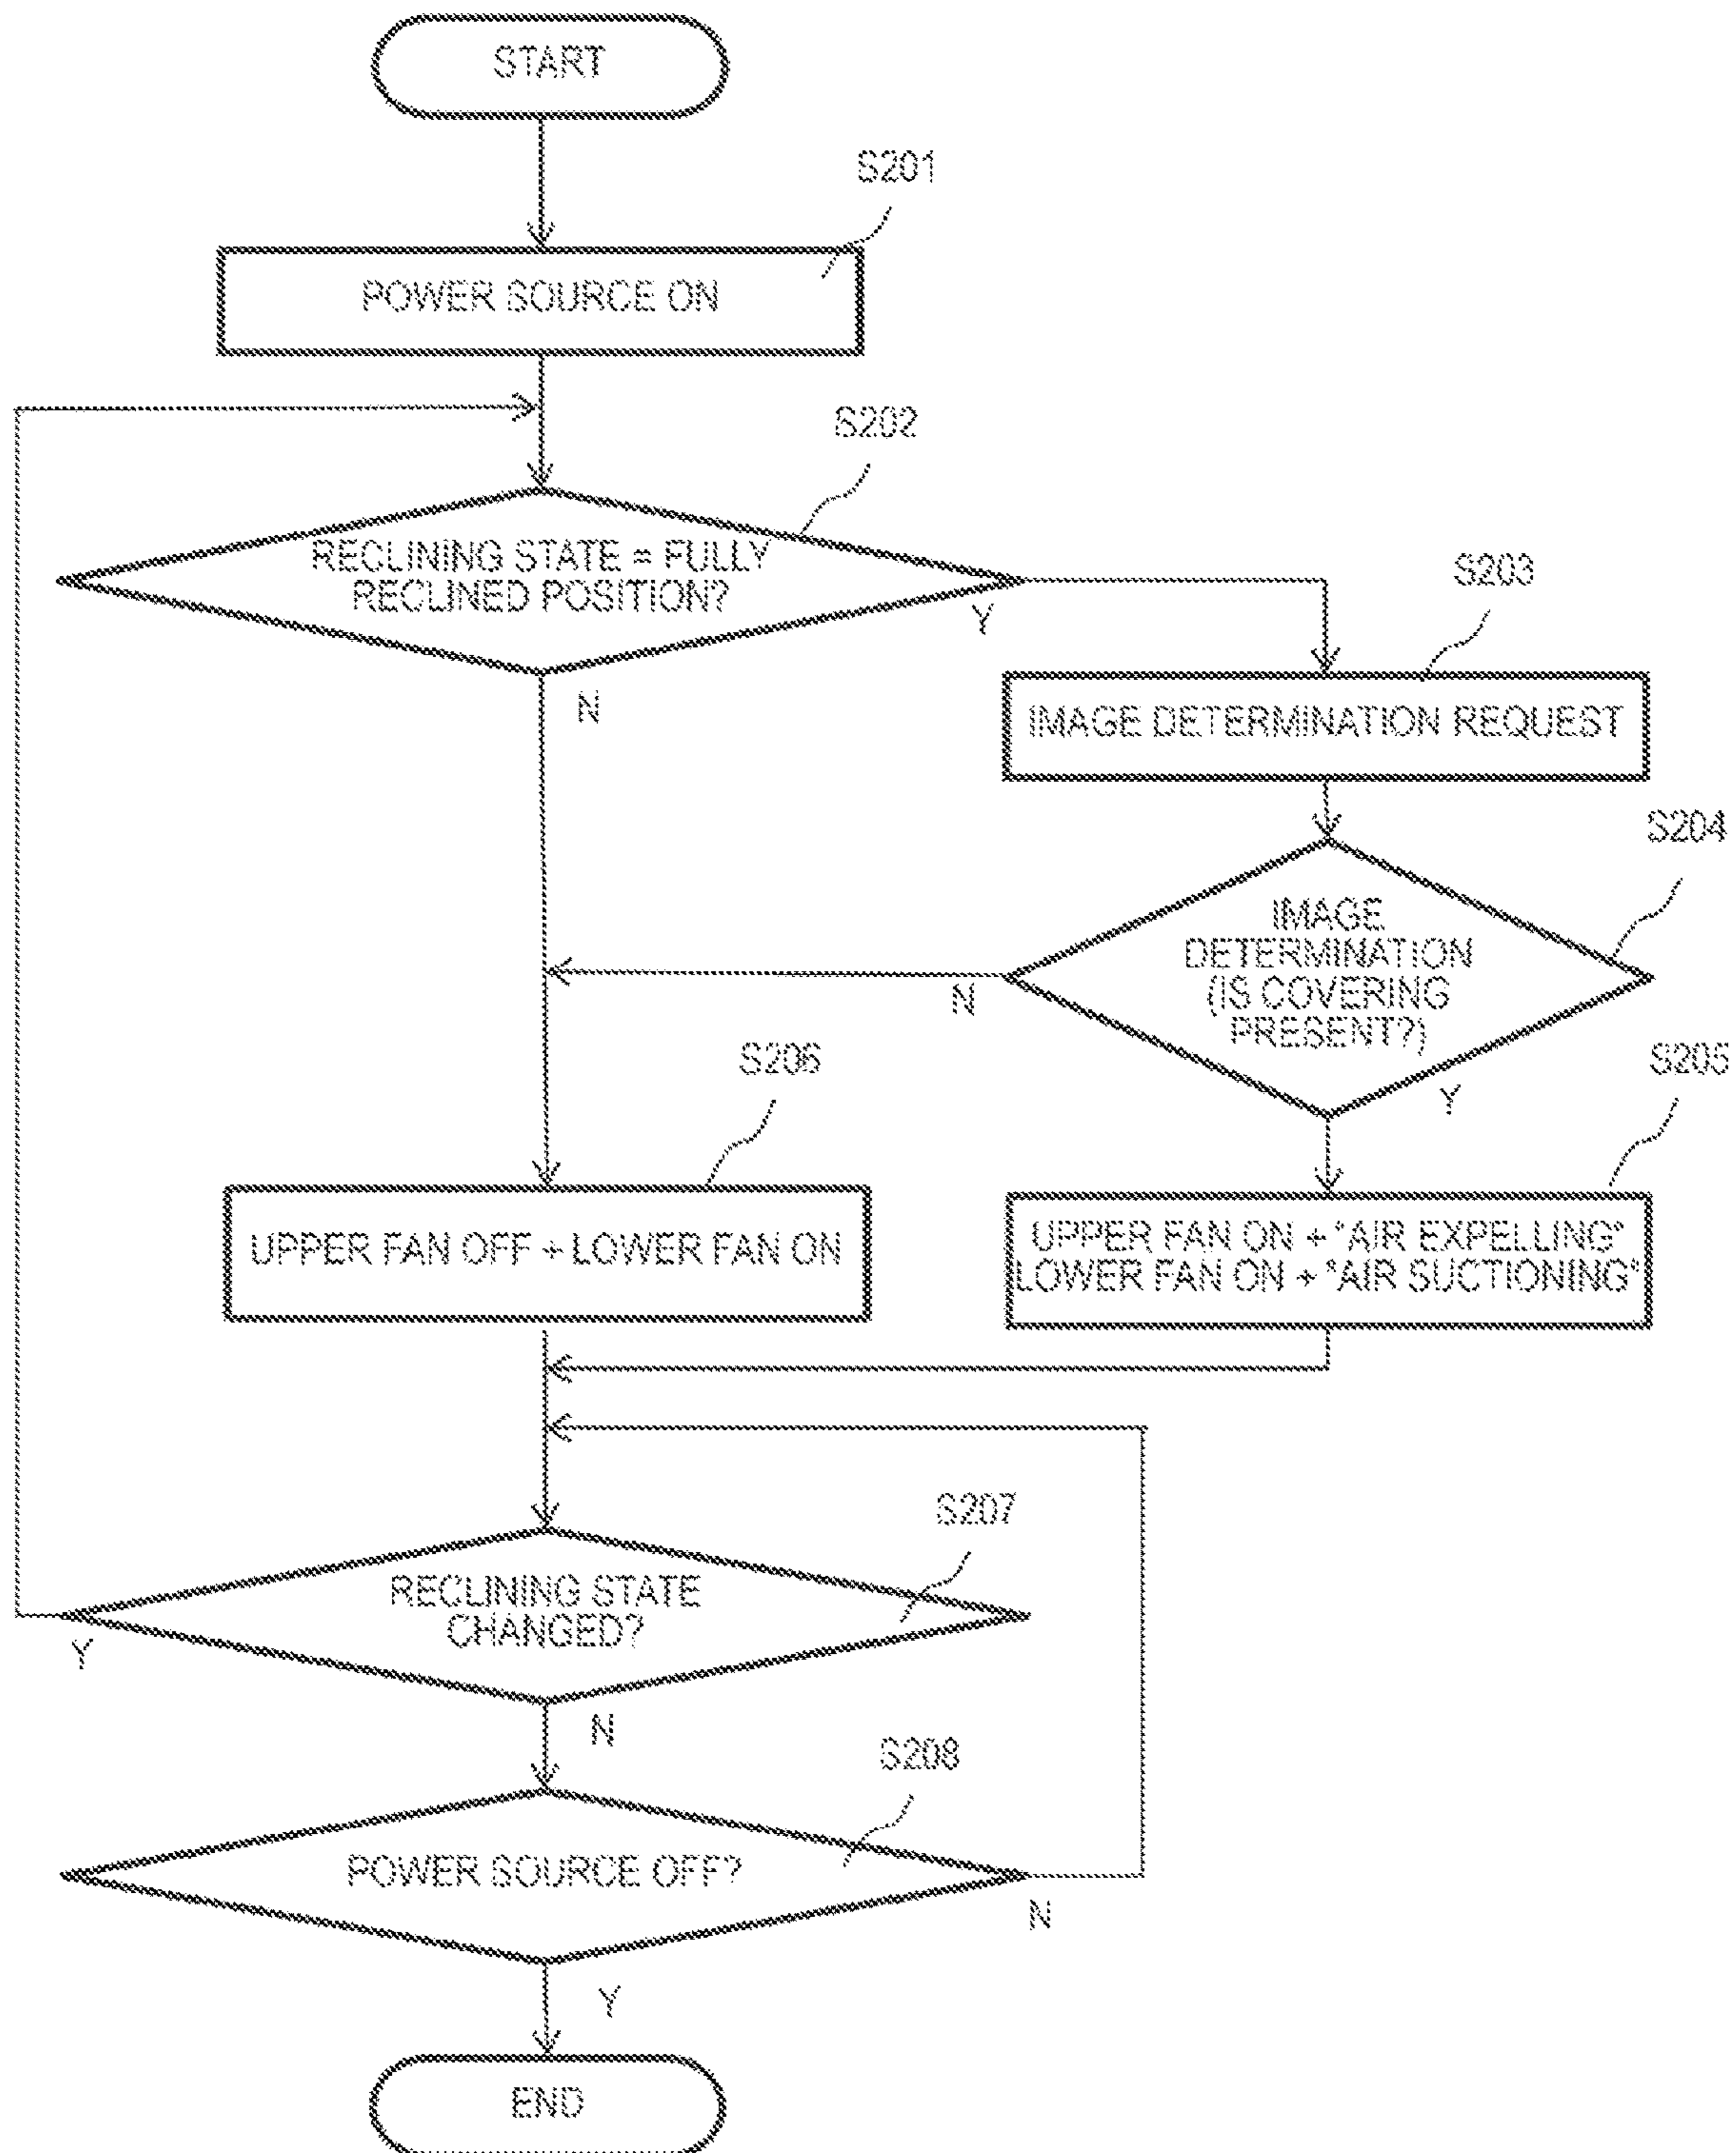 START
S201
POWER SOURCE ON
S202
RECLINING STATE = FULLY
RECLINED POSITION?
Y
N
S203
IMAGE DETERMINATION REQUEST
S204
IMAGE
DETERMINATION
(IS COVERING
PRESENT?)
N
Y
S206
S205
UPPER FAN OFF + LOWER FAN ON
UPPER FAN ON + "AIR EXPELLING"
LOWER FAN ON + "AIR SUCTIONING"
S207
RECLINING STATE
CHANGED?
Y
N
S208
POWER SOURCE OFF?
N
Y
END